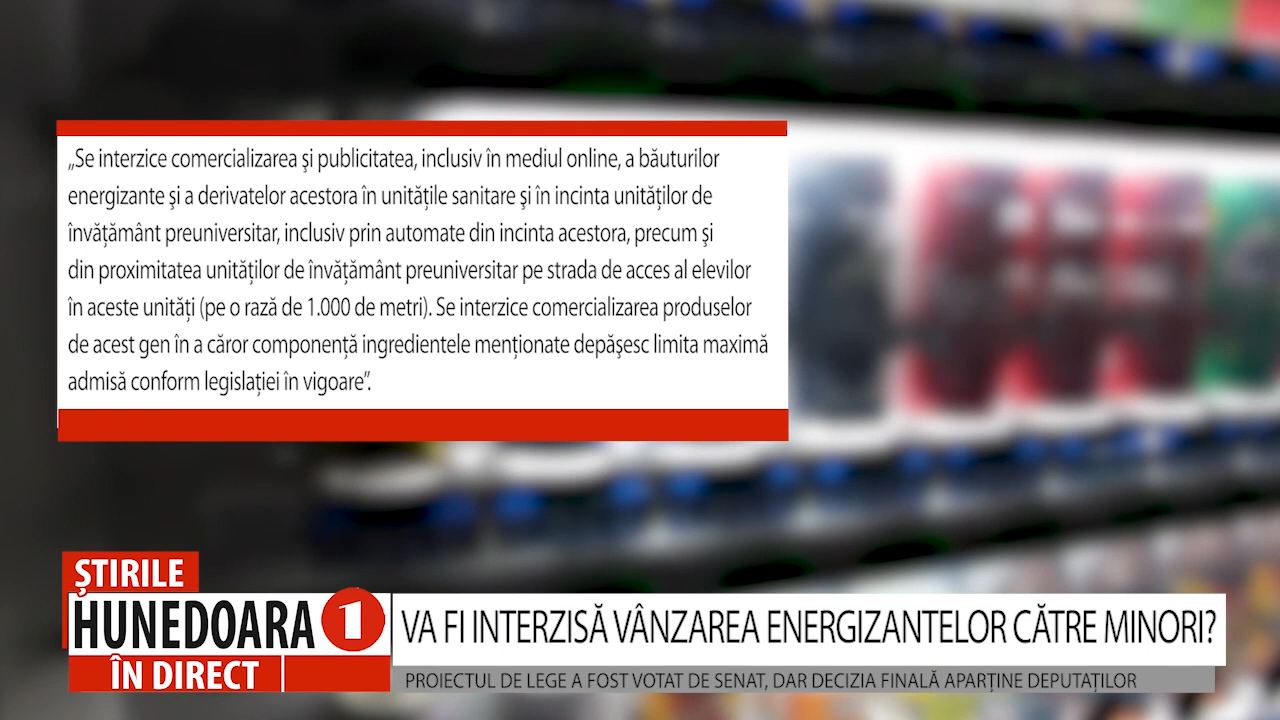 „Se interzice comercializarea şi publicitatea, inclusiv în mediul online, a băuturilor
energizante şi a derivatelor acestora în unităţile sanitare şi în incinta unităţilor de
învăţământ preuniversitar, inclusiv prin automate din incinta acestora, precum şi
din proximitatea unităţilor de învăţământ preuniversitar pe strada de acces al elevilor
în aceste unităţi (pe o rază de 1.000 de metri). Se interzice comercializarea produselor
de acest gen în a căror componenţă ingredientele menţionate depăşesc limita maximă
admisă conform legislaţiei în vigoare”.
ŞTIRILE
HUNEDOARA 1
ÎN DIRECT
VA FI INTERZISĂ VÂNZAREA ENERGIZANTELOR CĂTRE MINORI?
PROIECTUL DE LEGE A FOST VOTAT DE SENAT, DAR DECIZIA FINALĂ APARȚINE DEPUTAȚILOR